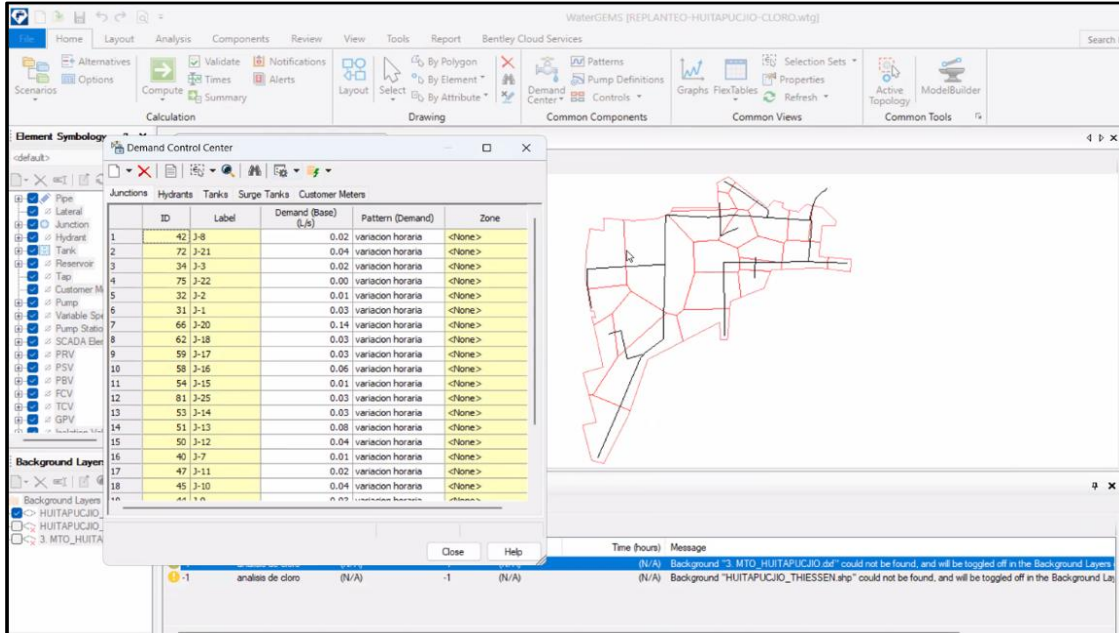 WaterGEMS [REPLANTEO-HUITAPUCJIO-CLORO.wtg]
File Home Layout Analysis Components Review View Tools Report Bentley Cloud Services Search
Scenarios
Alternatives
Options
Compute
Validate
Times
Summary
Notifications
Alerts
Calculation
Layout
Select
By Polygon
By Element
By Attribute
Drawing
Demand Center
Patterns
Pump Definitions
Controls
Common Components
Graphs
FlexTables
Selection Sets
Properties
Refresh
Common Views
Active Topology
ModelBuilder
Common Tools
Element Symbology
<default>
Pipe
Lateral
Junction
Hydrant
Tank
Reservoir
Tap
Customer M
Pump
Variable Spe
Pump Statio
SCADA Eler
PRV
PSV
PBV
FCV
TCV
GPV
Background Layer
Background Layers
HUITAPUCJIO_
HUITAPUCJIO_
3. MTO_HUITA
Demand Control Center
Junctions Hydrants Tanks Surge Tanks Customer Meters
ID Label Demand (Base) (L/s) Pattern (Demand) Zone
1 42 J-8 0.02 variacion horaria <None>
2 72 J-21 0.04 variacion horaria <None>
3 34 J-3 0.02 variacion horaria <None>
4 75 J-22 0.00 variacion horaria <None>
5 32 J-2 0.01 variacion horaria <None>
6 31 J-1 0.03 variacion horaria <None>
7 66 J-20 0.14 variacion horaria <None>
8 62 J-18 0.03 variacion horaria <None>
9 59 J-17 0.03 variacion horaria <None>
10 58 J-16 0.06 variacion horaria <None>
11 54 J-15 0.01 variacion horaria <None>
12 81 J-25 0.03 variacion horaria <None>
13 53 J-14 0.03 variacion horaria <None>
14 51 J-13 0.08 variacion horaria <None>
15 50 J-12 0.04 variacion horaria <None>
16 40 J-7 0.01 variacion horaria <None>
17 47 J-11 0.02 variacion horaria <None>
18 45 J-10 0.04 variacion horaria <None>
Close Help
Time (hours) Message
(N/A) Background "3. MTO_HUITAPUCJIO.dxf" could not be found, and will be toggled off in the Background Layers
-1 analisis de cloro (N/A) -1 (N/A) (N/A) Background "HUITAPUCJIO_THIESSEN.shp" could not be found, and will be toggled off in the Background La